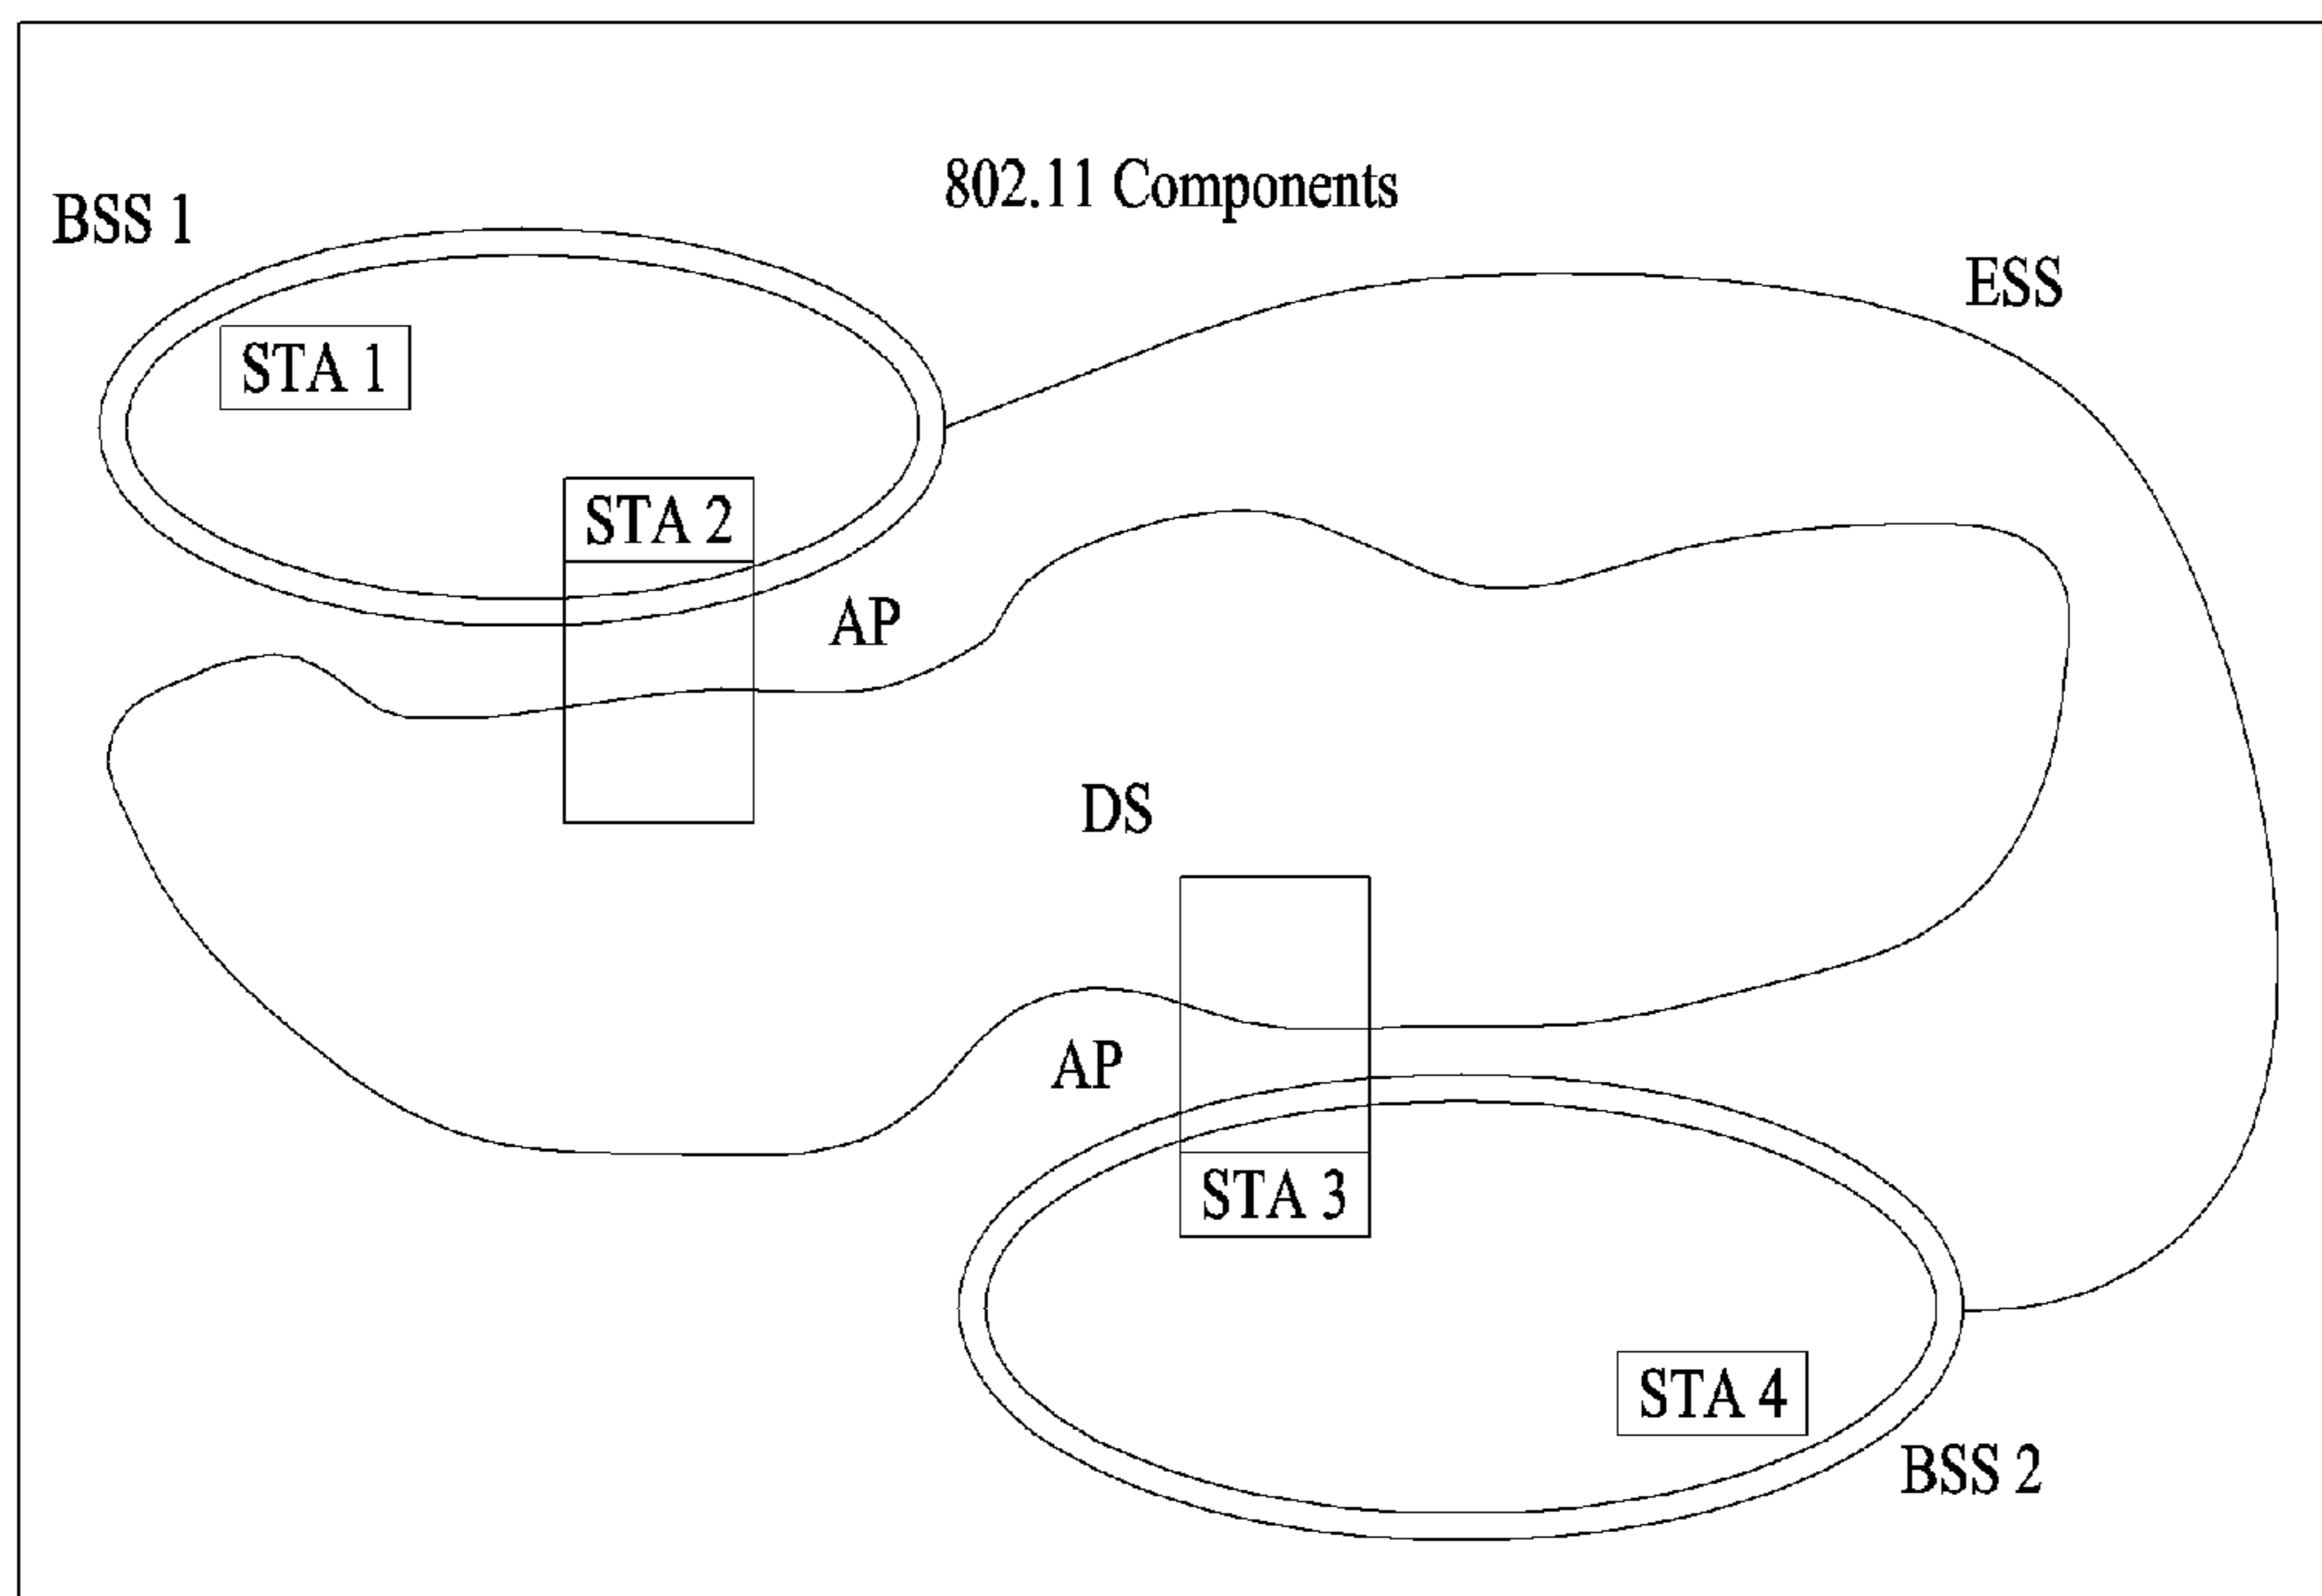 802.11 Components
BSS 1
ESS
STA 1
STA 2
AP
DS
AP
STA 3
STA 4
BSS 2